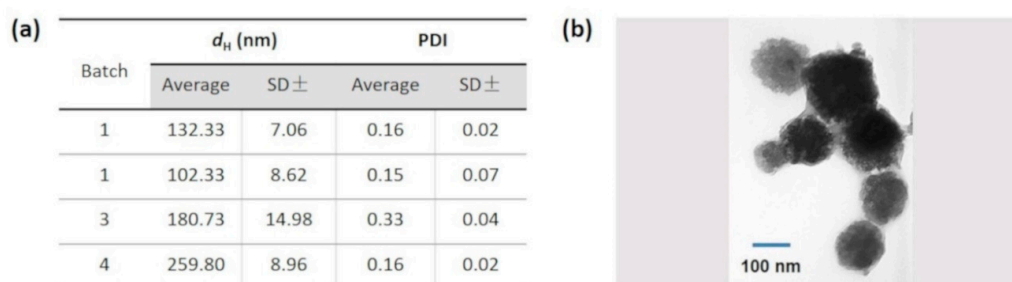 (a)
Batch d_H (nm) PDI
Average SD± Average SD±
1 132.33 7.06 0.16 0.02
1 102.33 8.62 0.15 0.07
3 180.73 14.98 0.33 0.04
4 259.80 8.96 0.16 0.02
(b)
100 nm